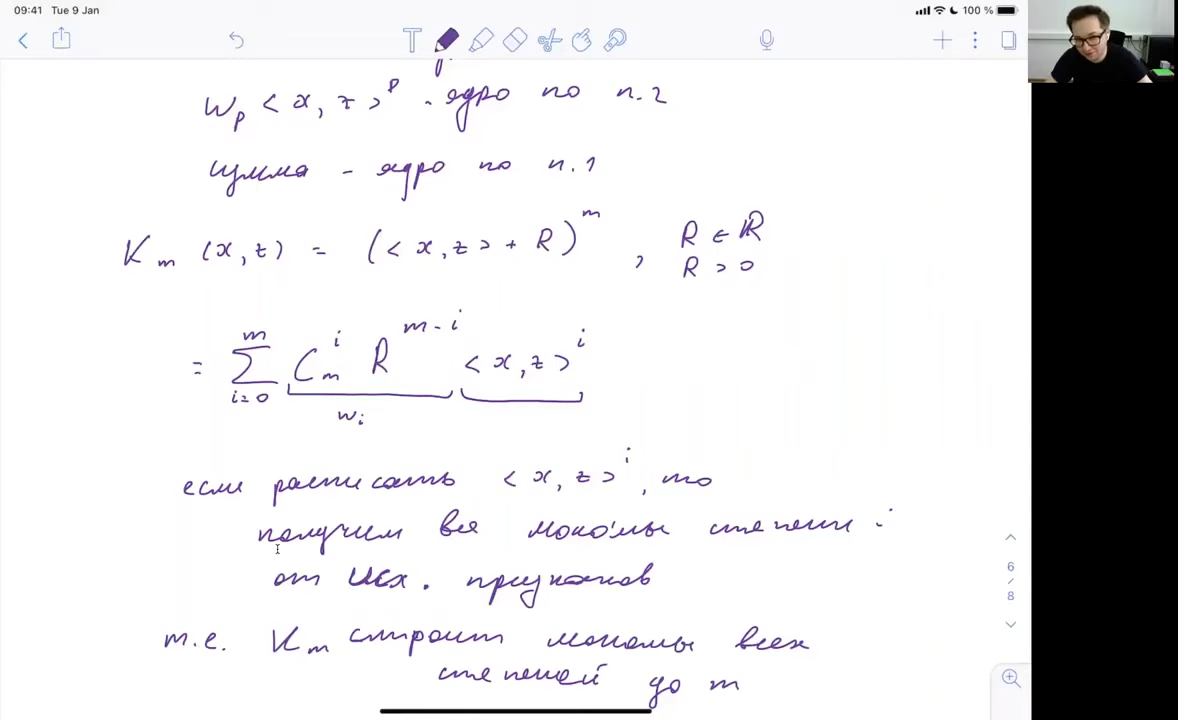 09:41 Tue 9 Jan 100 %
w_p <x, z>^p - ядро по п.2
сумма - ядро по п.1
K_m (x, z) = (<x, z> + R)^m , R ∈ ℝ
R > 0
= ∑_{i=0}^{m} C_m^i R^{m-i} <x, z>^i
w_i
если расписать <x, z>^i , то
получим все мономы степени i
от исх. признаков
т.е. K_m строит мономы всех
степеней до m
6 / 8